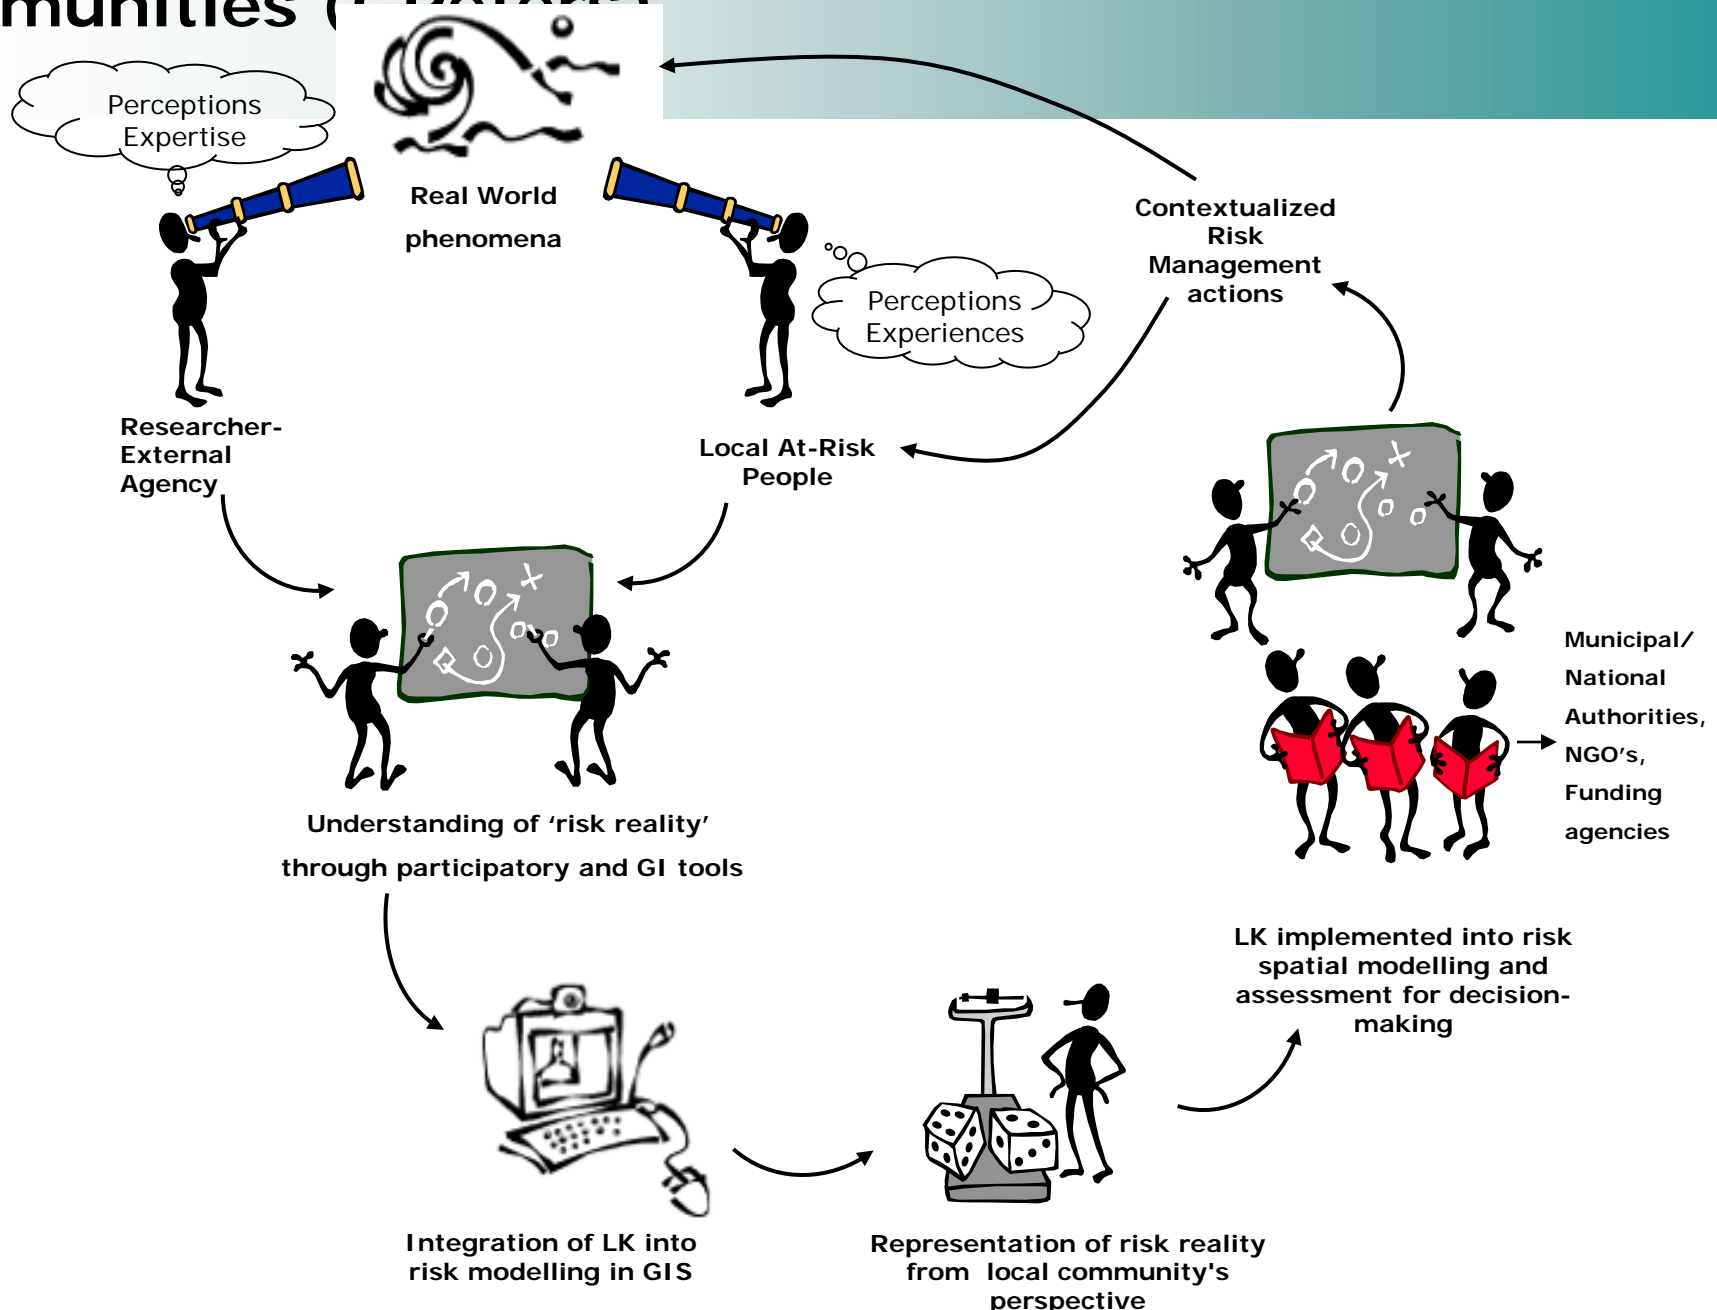 Perceptions
Expertise
Real World
phenomena
Perceptions
Experiences
Contextualized
Risk
Management
actions
Researcher-
External
Agency
Local At-Risk
People
Understanding of ‘risk reality’
through participatory and GI tools
Municipal/
National
Authorities,
NGO’s,
Funding
agencies
LK implemented into risk
spatial modelling and
assessment for decision-
making
Integration of LK into
risk modelling in GIS
Representation of risk reality
from local community's
perspective